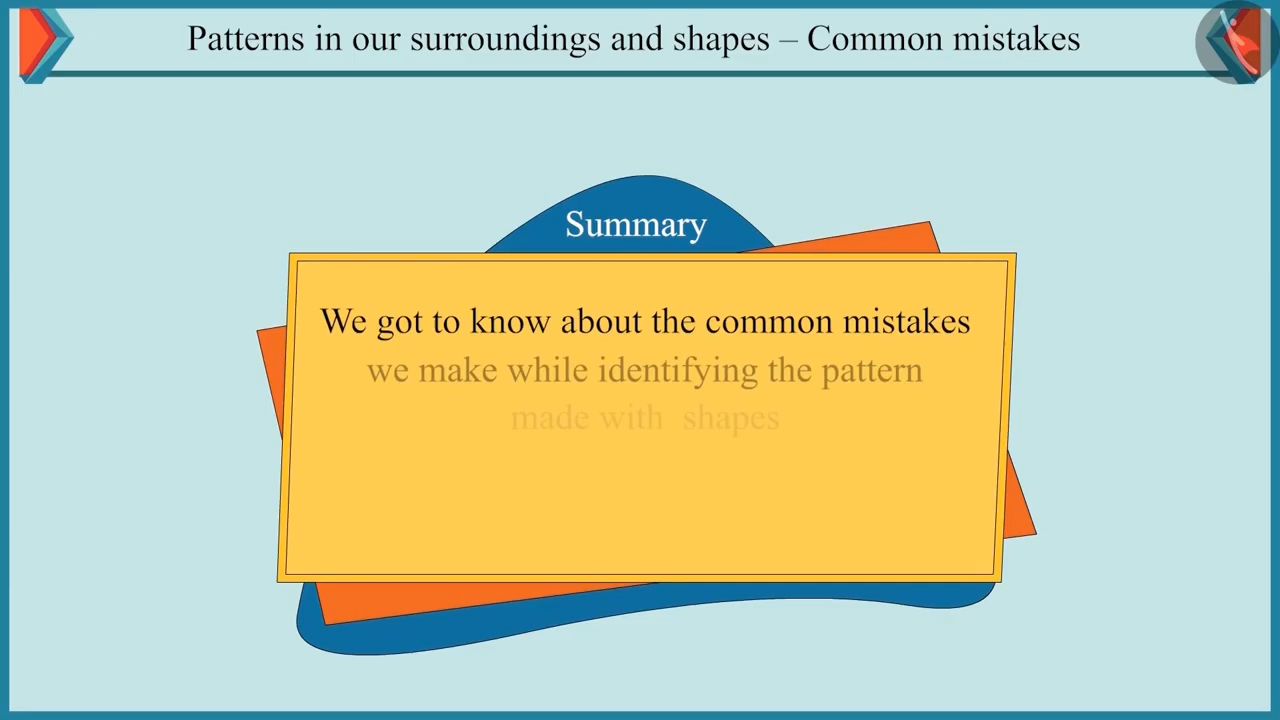 Patterns in our surroundings and shapes – Common mistakes
Summary
We got to know about the common mistakes
we make while identifying the pattern
made with shapes